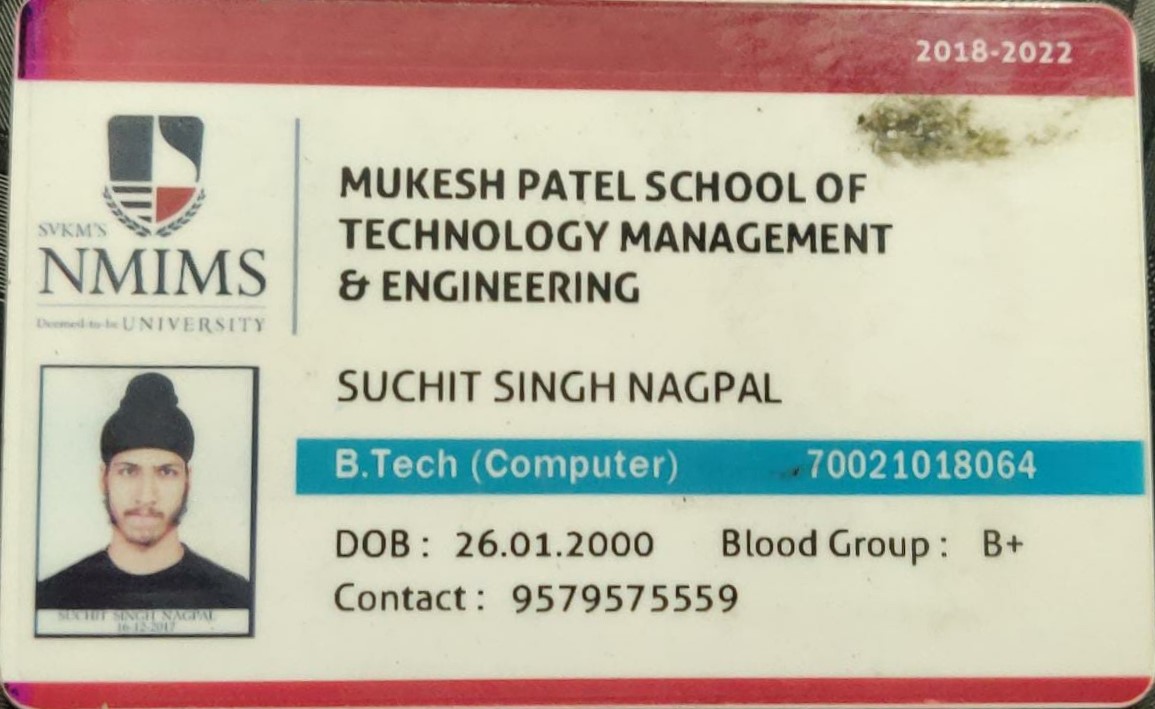 2018-2022
SVKM'S
NMIMS
Deemed-to-be UNIVERSITY
MUKESH PATEL SCHOOL OF
TECHNOLOGY MANAGEMENT
& ENGINEERING
SUCHIT SINGH NAGPAL
B.Tech (Computer) 70021018064
DOB : 26.01.2000 Blood Group : B+
Contact : 9579575559
SUCHIT SINGH NAGPAL
16-12-2017